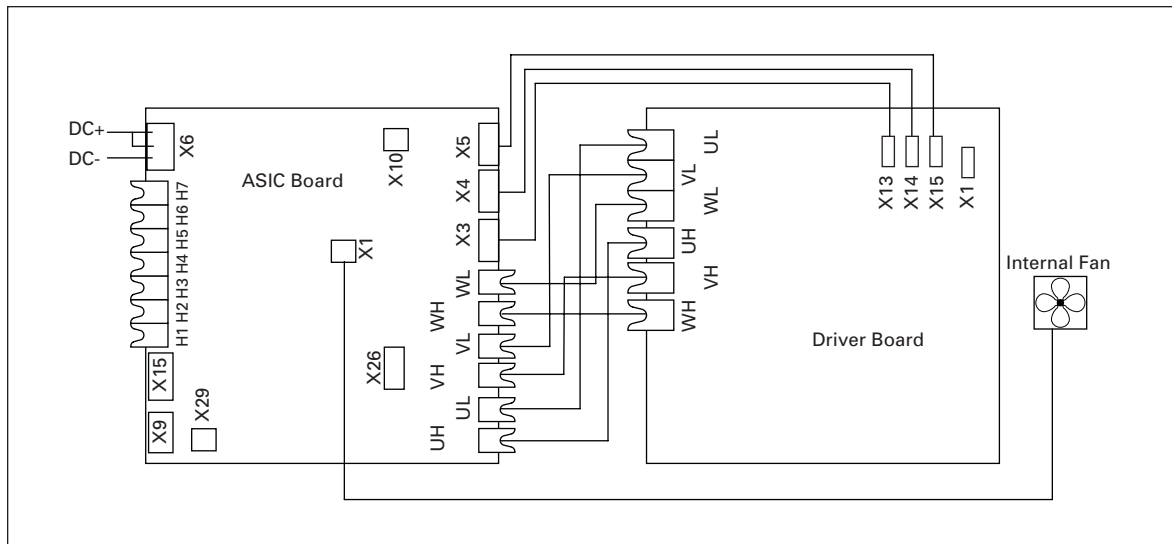 DC+
DC-
X6
H7
H6
H5
H4
H3
H2
H1
X15
X9
X29
ASIC Board
X10
X1
X26
X5
X4
X3
WL
WH
VL
VH
UL
UH
UL
VL
WL
UH
VH
WH
X13
X14
X15
X1
Driver Board
Internal Fan